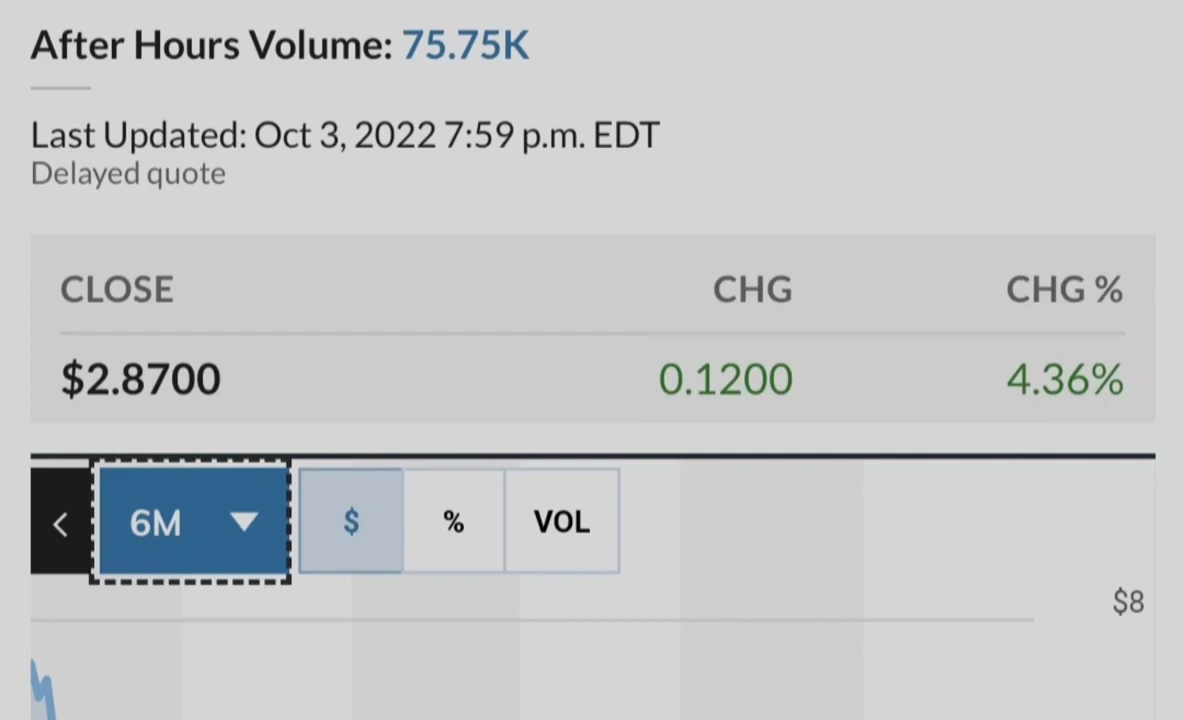 After Hours Volume: 75.75K
Last Updated: Oct 3, 2022 7:59 p.m. EDT
Delayed quote
CLOSE CHG CHG %
$2.8700 0.1200 4.36%
6M $ % VOL
$8